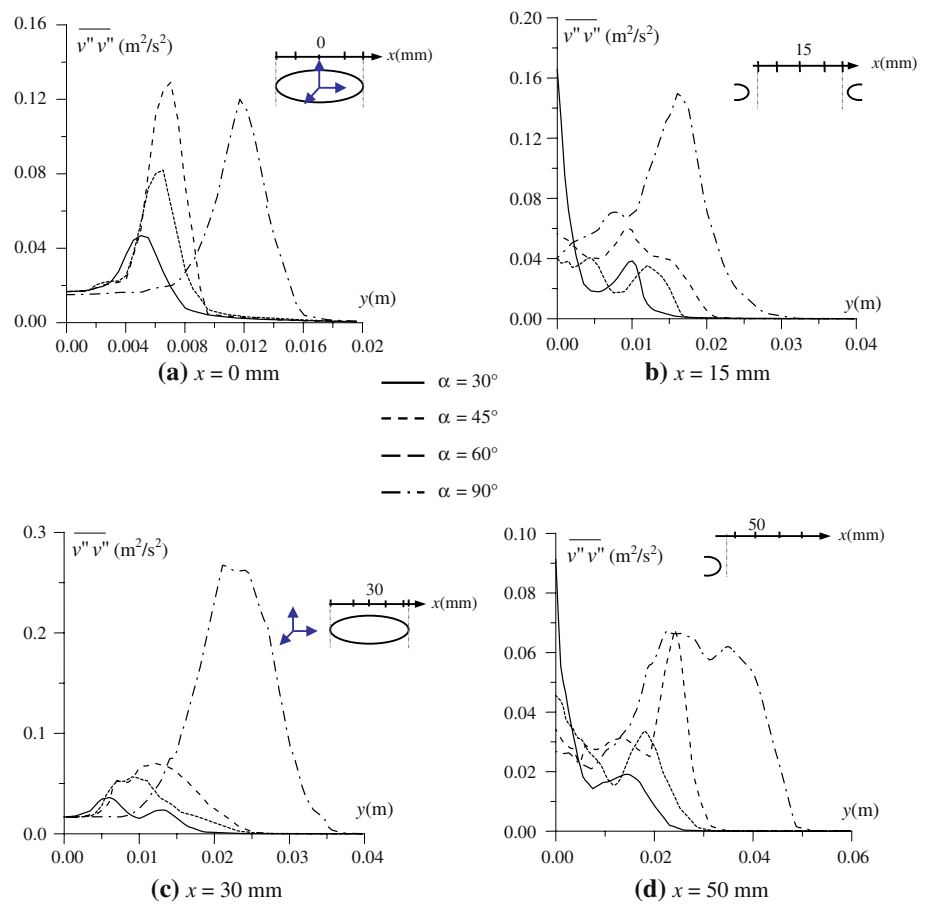 0.16
v" v" (m²/s²)
0
x(mm)
0.12
0.08
0.04
y(m)
0.00
0.00 0.004 0.008 0.012 0.016 0.02
(a) x = 0 mm
0.20
v" v" (m²/s²)
15
x(mm)
0.16
0.12
0.08
0.04
y(m)
0.00
0.00 0.01 0.02 0.03 0.04
b) x = 15 mm
α = 30°
α = 45°
α = 60°
α = 90°
0.3
v" v" (m²/s²)
30
x(mm)
0.2
0.1
y(m)
0.0
0.00 0.01 0.02 0.03 0.04
(c) x = 30 mm
0.10
v" v" (m²/s²)
50
x(mm)
0.08
0.06
0.04
0.02
y(m)
0.00
0.00 0.02 0.04 0.06
(d) x = 50 mm